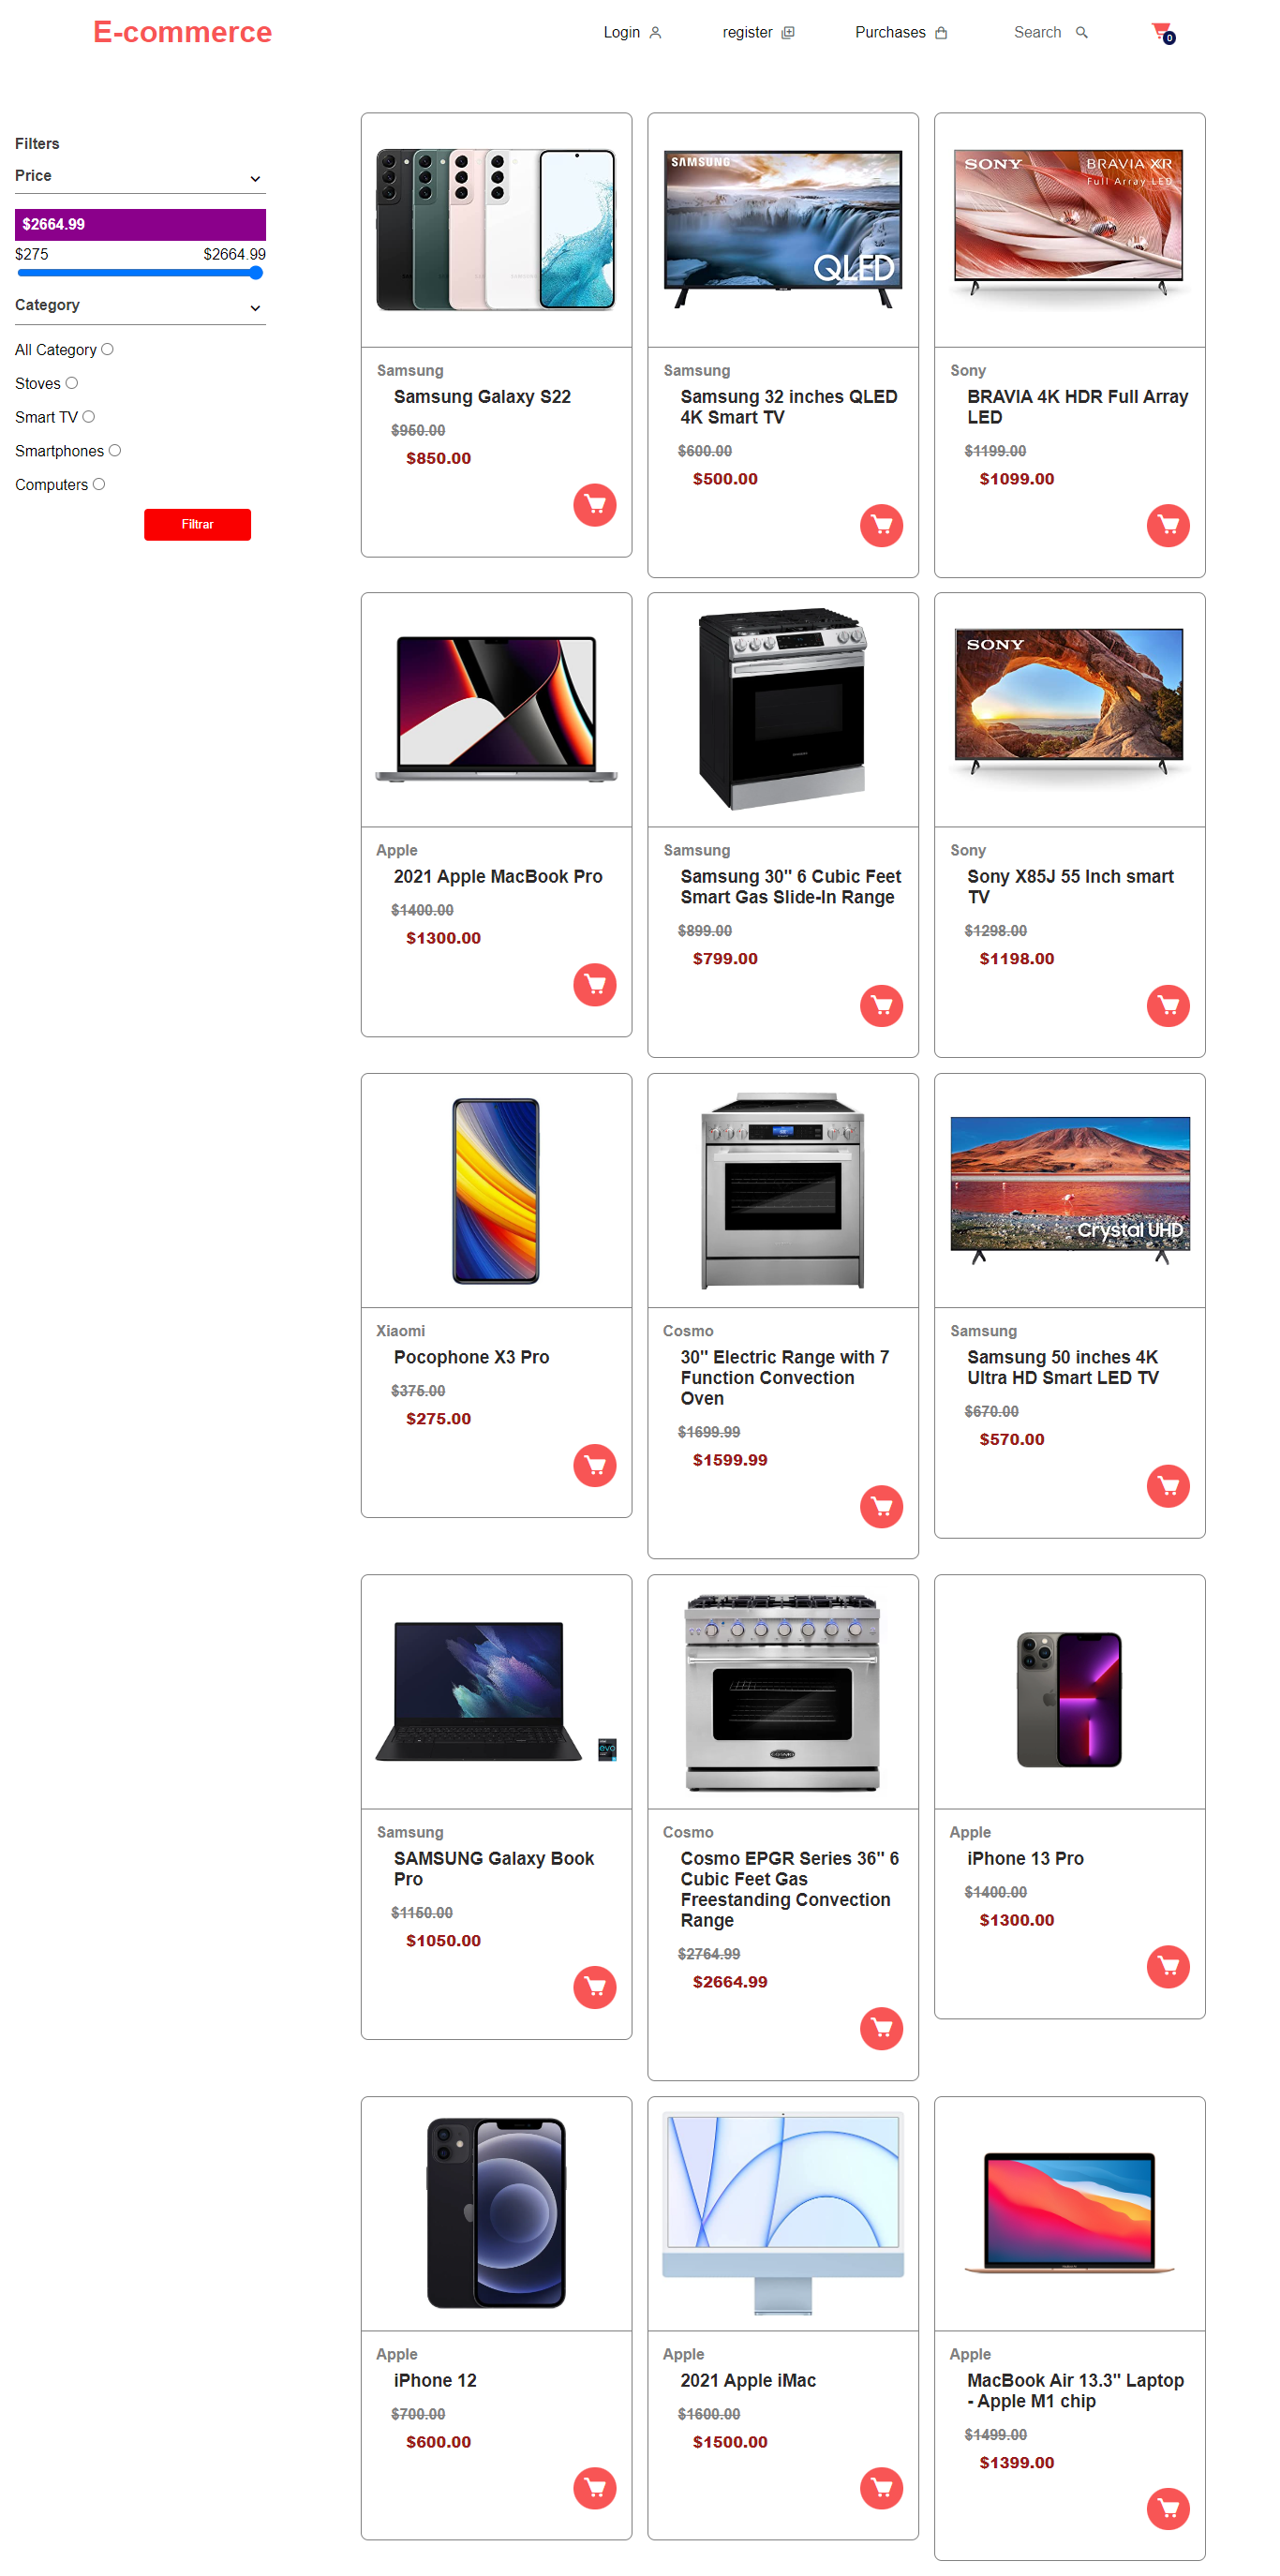 E-commerce
Login
register
Purchases
Search
0
Filters
Price
$2664.99
$275
$2664.99
Category
All Category
Stoves
Smart TV
Smartphones
Computers
Filtrar
SAMSUNG
QLED
SONY
BRAVIA XR
Full Array LED
Samsung
Samsung Galaxy S22
$950.00
$850.00
Samsung
Samsung 32 inches QLED
4K Smart TV
$600.00
$500.00
Sony
BRAVIA 4K HDR Full Array
LED
$1199.00
$1099.00
SONY
Apple
2021 Apple MacBook Pro
$1400.00
$1300.00
Samsung
Samsung 30" 6 Cubic Feet
Smart Gas Slide-In Range
$899.00
$799.00
Sony
Sony X85J 55 Inch smart
TV
$1298.00
$1198.00
Crystal UHD
Xiaomi
Pocophone X3 Pro
$375.00
$275.00
Cosmo
30" Electric Range with 7
Function Convection
Oven
$1699.99
$1599.99
Samsung
Samsung 50 inches 4K
Ultra HD Smart LED TV
$670.00
$570.00
evo
COSMO
Samsung
SAMSUNG Galaxy Book
Pro
$1150.00
$1050.00
Cosmo
Cosmo EPGR Series 36" 6
Cubic Feet Gas
Freestanding Convection
Range
$2764.99
$2664.99
Apple
iPhone 13 Pro
$1400.00
$1300.00
Apple
iPhone 12
$700.00
$600.00
Apple
2021 Apple iMac
$1600.00
$1500.00
Apple
MacBook Air 13.3" Laptop
- Apple M1 chip
$1499.00
$1399.00